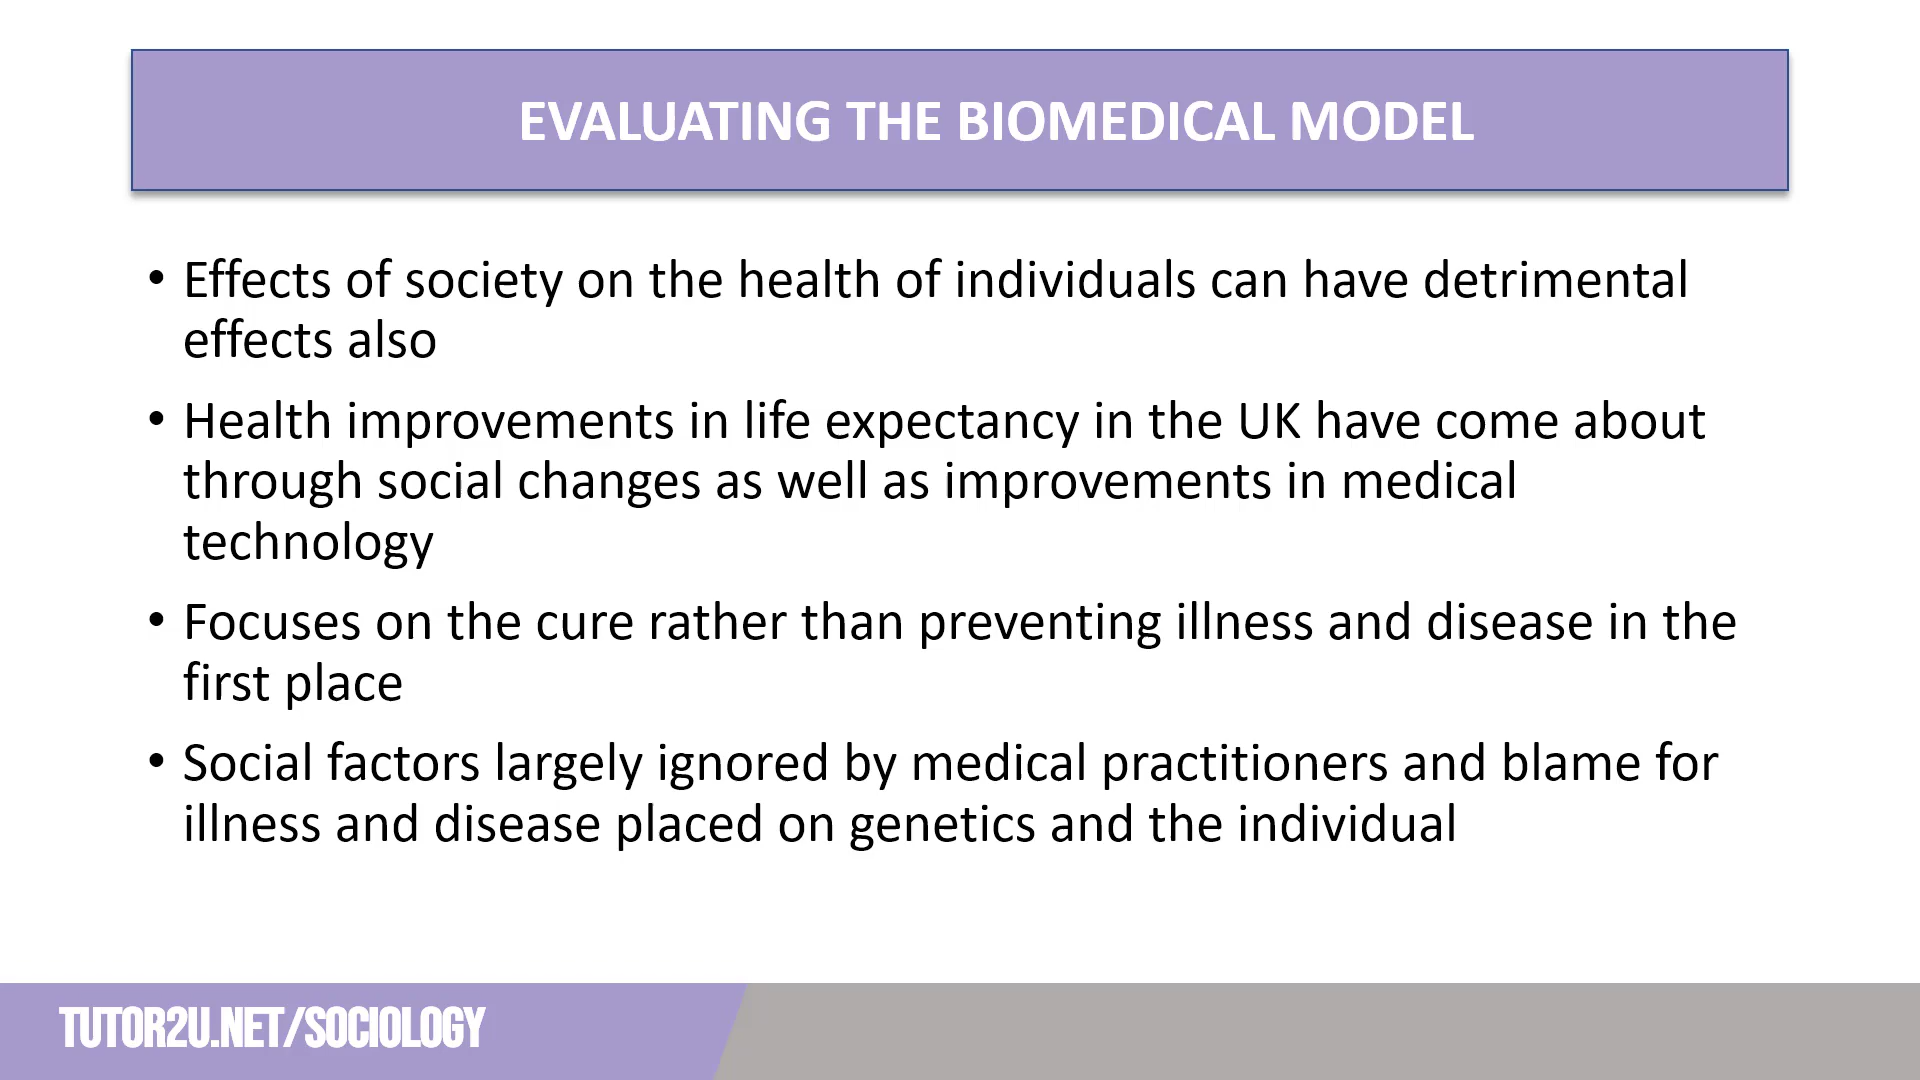 EVALUATING THE BIOMEDICAL MODEL
• Effects of society on the health of individuals can have detrimental
effects also
• Health improvements in life expectancy in the UK have come about
through social changes as well as improvements in medical
technology
• Focuses on the cure rather than preventing illness and disease in the
first place
• Social factors largely ignored by medical practitioners and blame for
illness and disease placed on genetics and the individual
TUTOR2U.NET/SOCIOLOGY